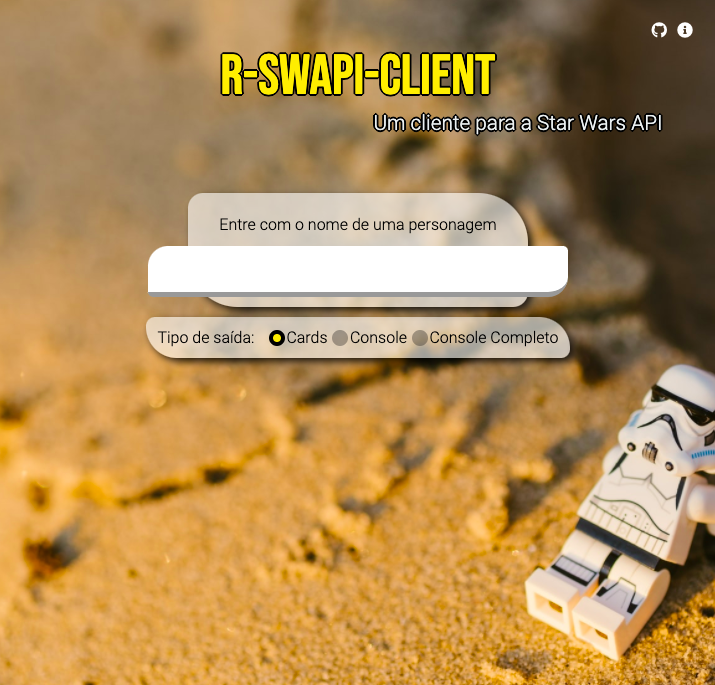 R-SWAPI-CLIENT
Um cliente para a Star Wars API
Entre com o nome de uma personagem
Tipo de saída: Cards Console Console Completo